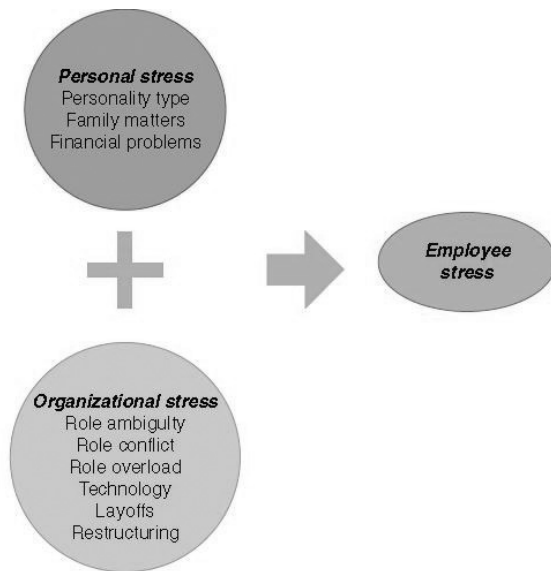 Personal stress
Personality type
Family matters
Financial problems
Employee
stress
Organizational stress
Role ambigulty
Role conflict
Role overload
Technology
Layoffs
Restructuring